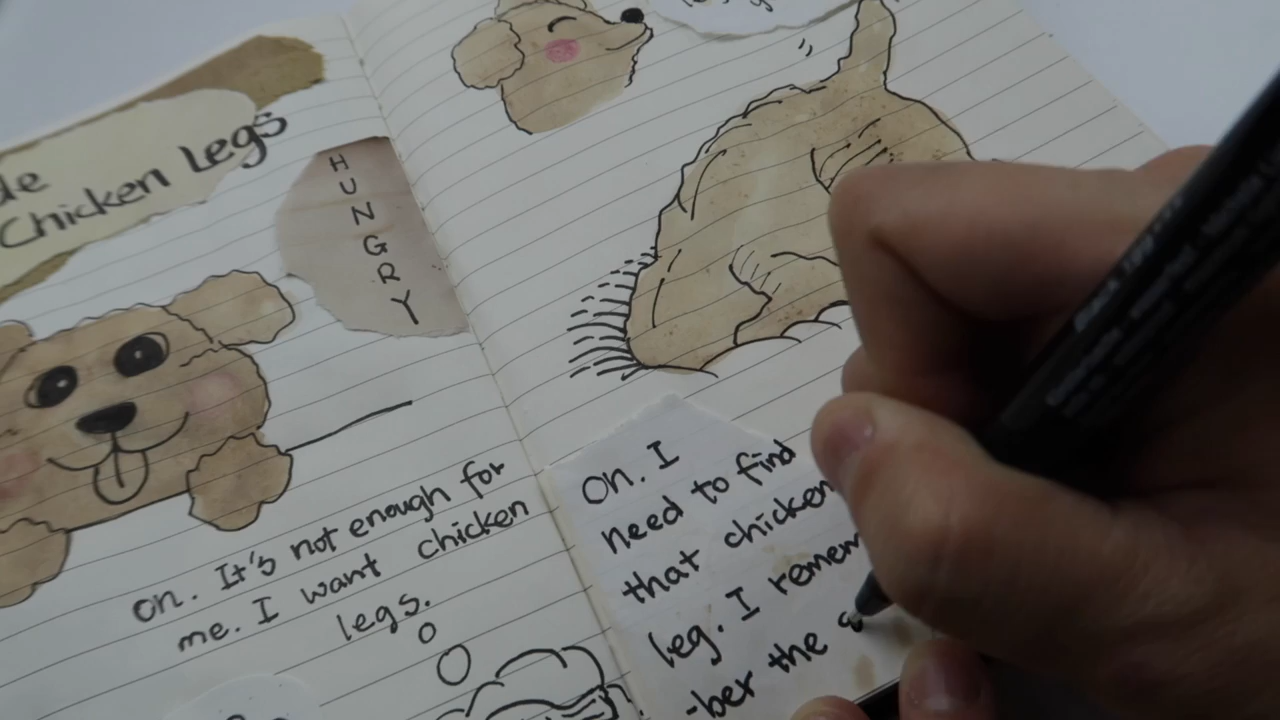 Chicken Legs
HUNGRY
on. It's not enough for
me. I want chicken
legs.
on. I
need to find
that chicken
leg. I remem
-ber the